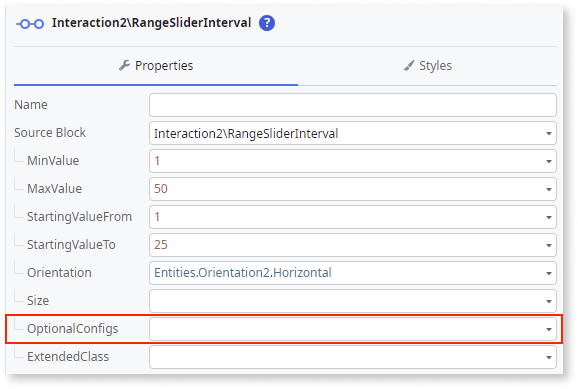 Interaction2\RangeSliderInterval ?
Properties Styles
Name
Source Block Interaction2\RangeSliderInterval
MinValue 1
MaxValue 50
StartingValueFrom 1
StartingValueTo 25
Orientation Entities.Orientation2.Horizontal
Size
OptionalConfigs
ExtendedClass